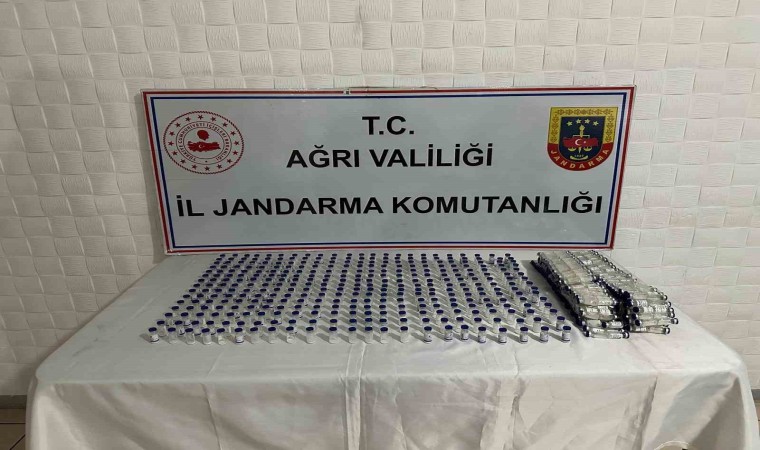 T.C.
AĞRI VALİLİĞİ
İL JANDARMA KOMUTANLIĞI
JANDARMA